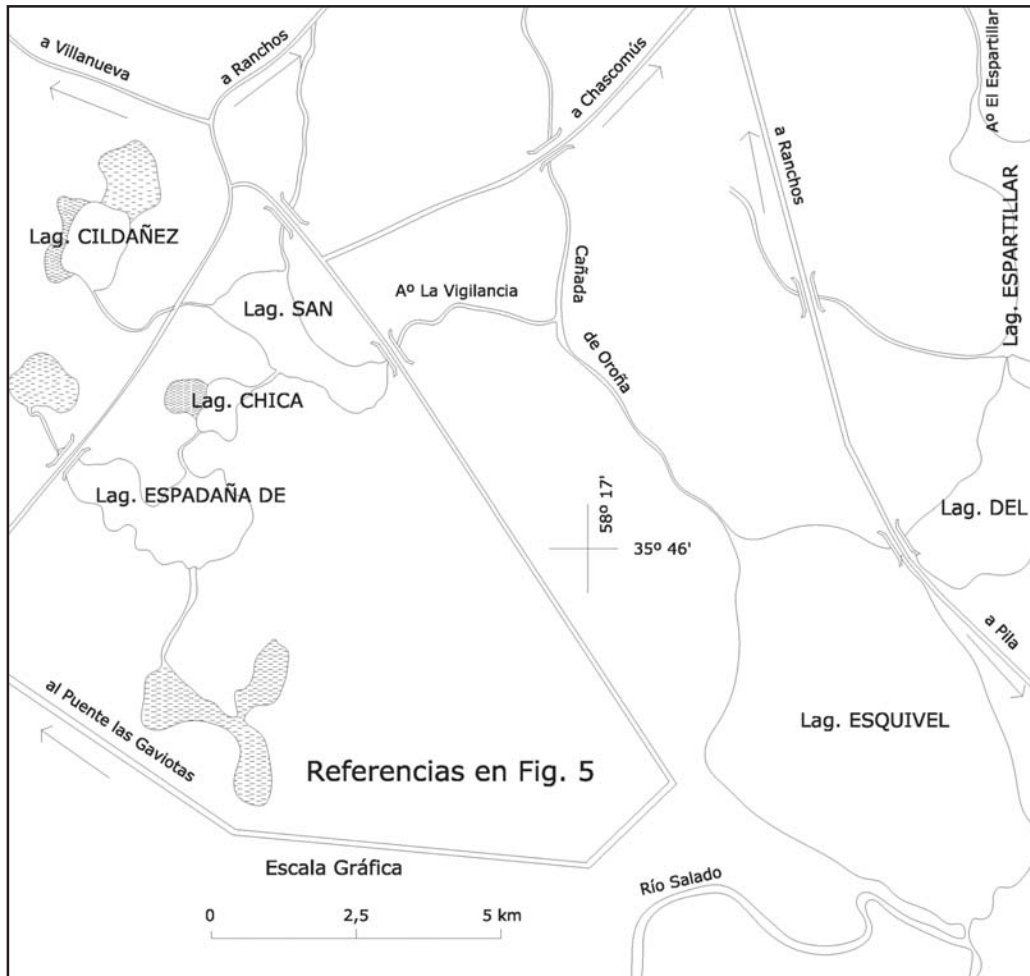 a Villanueva
a Ranchos
a Chascomús
a Ranchos
Aº El Espartillar
Lag. ESPARTILLAR
Lag. CILDAÑEZ
Cañada
de Oroña
Aº La Vigilancia
Lag. SAN
Lag. CHICA
Lag. ESPADAÑA DE
58º 17'
35º 46'
Lag. DEL
a Pila
Lag. ESQUIVEL
al Puente las Gaviotas
Referencias en Fig. 5
Escala Gráfica
Río Salado
0 2,5 5 km